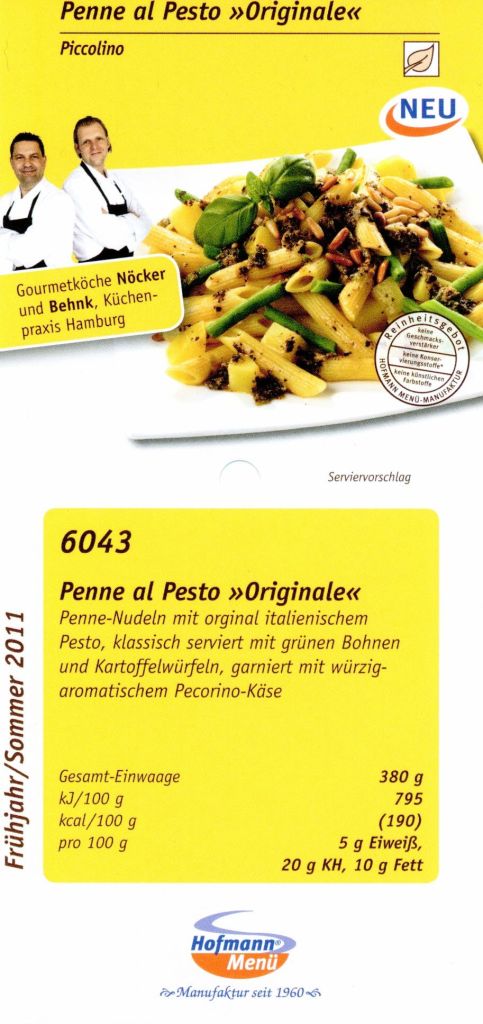 Penne al Pesto »Originale«
Piccolino
NEU
Gourmetköche Nöcker
und Behnk, Küchen-
praxis Hamburg
Reinheitsgebot
keine
Geschmacks-
verstärker
keine Konser-
vierungsstoffe*
keine künstlichen
Farbstoffe
HOFMANN MENÜ-MANUFAKTUR
Serviervorschlag
6043
Penne al Pesto »Originale«
Penne-Nudeln mit orginal italienischem
Pesto, klassisch serviert mit grünen Bohnen
und Kartoffelwürfeln, garniert mit würzig-
aromatischem Pecorino-Käse
Gesamt-Einwaage 380 g
kJ/100 g 795
kcal/100 g (190)
pro 100 g 5 g Eiweiß,
20 g KH, 10 g Fett
Frühjahr/Sommer 2011
Hofmann®
Menü
Manufaktur seit 1960